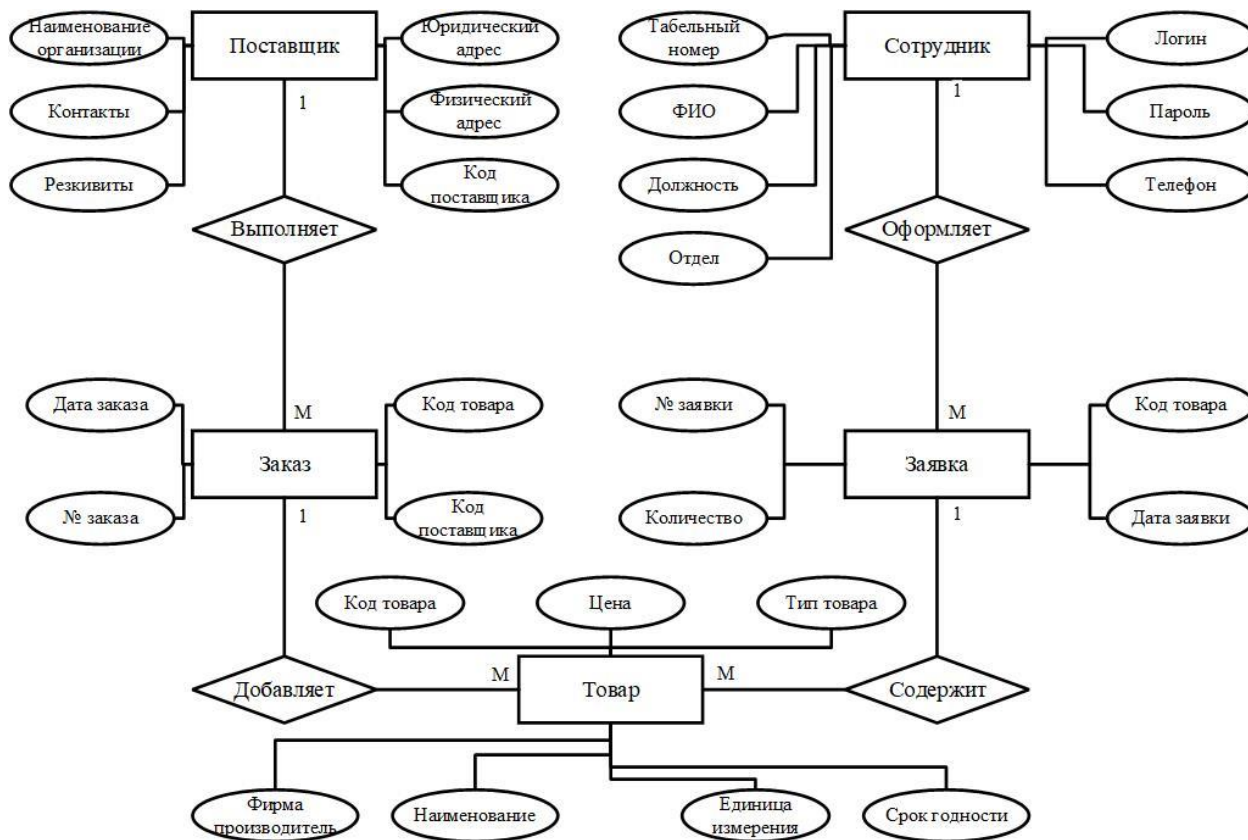 Наименование
организации
Поставщик
Юридический
адрес
Табельный
номер
Сотрудник
Логин
Контакты
1
Физический
адрес
ФИО
1
Пароль
Резкивиты
Код
поставщика
Должность
Телефон
Выполняет
Оформляет
Отдел
Дата заказа
М
Код товара
№ заявки
М
Код товара
Заказ
Заявка
№ заказа
1
Код
поставщика
Количество
1
Дата заявки
Код товара
Цена
Тип товара
Добавляет
М
Товар
М
Содержит
Фирма
производитель
Наименование
Единица
измерения
Срок годности